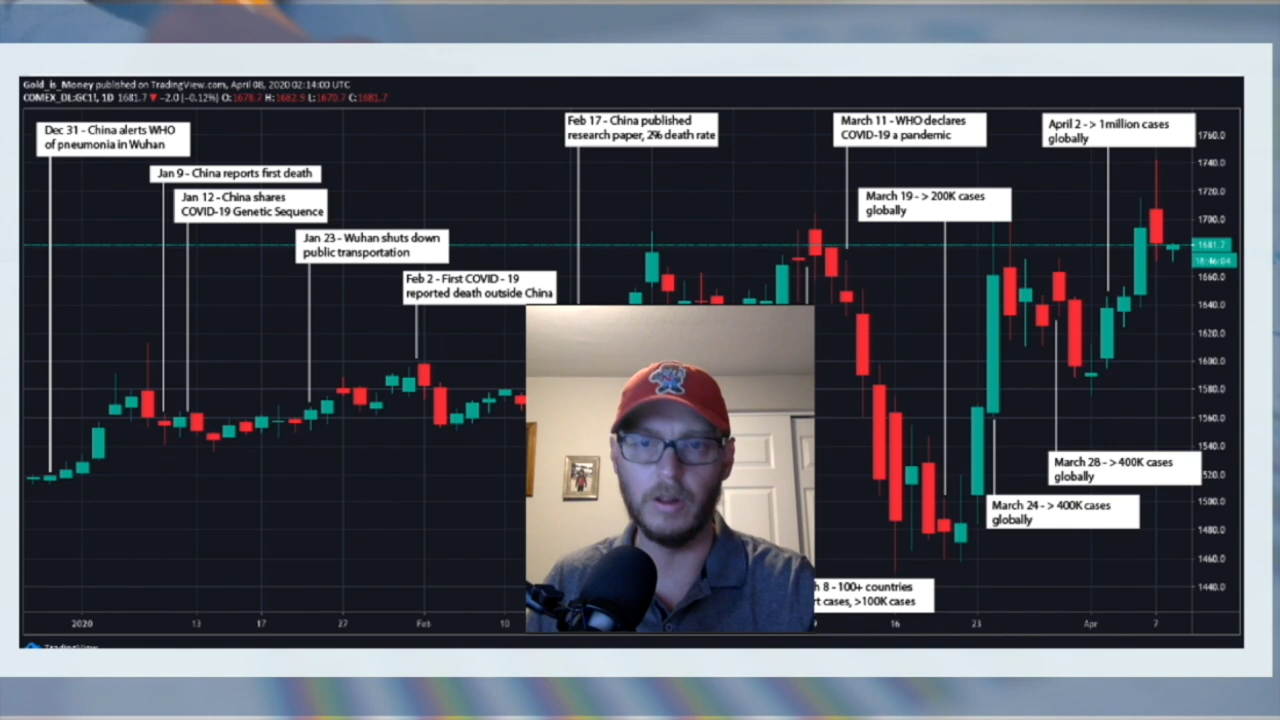 Gold_is_Money published on TradingView.com, April 08, 2020 02:14:00 UTC
COMEX_DL:GC1!, 1D 1681.7 ▼ −2.0 (−0.12%) O:1678.7 H:1682.9 L:1670.7 C:1681.7
Dec 31 - China alerts WHO
of pneumonia in Wuhan
Jan 9 - China reports first death
Jan 12 - China shares
COVID-19 Genetic Sequence
Jan 23 - Wuhan shuts down
public transportation
Feb 2 - First COVID - 19
reported death outside China
Feb 17 - China published
research paper, 2% death rate
March 11 - WHO declares
COVID-19 a pandemic
March 19 - > 200K cases
globally
April 2 - > 1million cases
globally
March 28 - > 400K cases
globally
March 24 - > 400K cases
globally
8 - 100+ countries
cases, >100K cases
1760.0
1740.0
1720.0
1700.0
1681.7
18:46:04
1660.0
1640.0
1620.0
1600.0
1580.0
1560.0
1540.0
1520.0
1500.0
1480.0
1460.0
1440.0
2020
13
17
27
Feb
10
16
23
Apr
7
TradingView